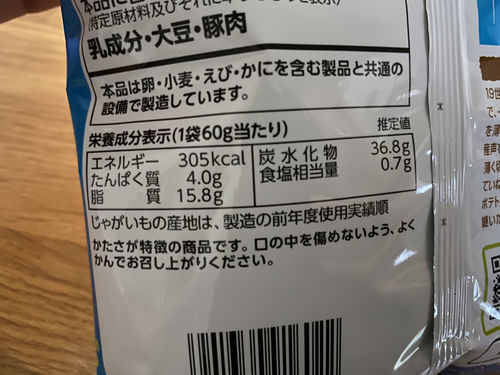 (特定原材料及びそれに
乳成分・大豆・豚肉
本品は卵・小麦・えび・かにを含む製品と共通の
設備で製造しています。
栄養成分表示(1袋60g当たり) 推定値
エネルギー 305kcal 炭水化物 36.8g
たんぱく質 4.0g 食塩相当量 0.7g
脂質 15.8g
じゃがいもの産地は、製造の前年度使用実績順
かたさが特徴の商品です。口の中を傷めないよう、よく
かんでお召し上がりください。